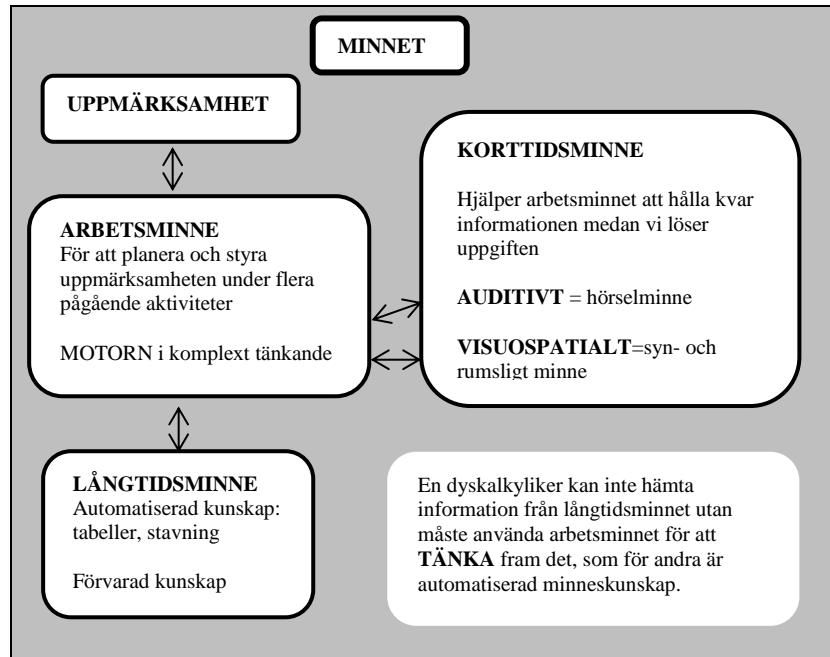 MINNET
UPPMÄRKSAMHET
ARBETSMINNE
För att planera och styra
uppmärksamheten under flera
pågående aktiviteter
MOTORN i komplext tänkande
KORTTIDSMINNE
Hjälper arbetsminnet att hålla kvar
informationen medan vi löser
uppgiften
AUDITIVT = hörselminne
VISUOSPATIALT=syn- och
rumsligt minne
LÅNGTIDSMINNE
Automatiserad kunskap:
tabeller, stavning
Förvarad kunskap
En dyskalkyliker kan inte hämta
information från långtidsminnet utan
måste använda arbetsminnet för att
TÄNKA fram det, som för andra är
automatiserad minneskunskap.